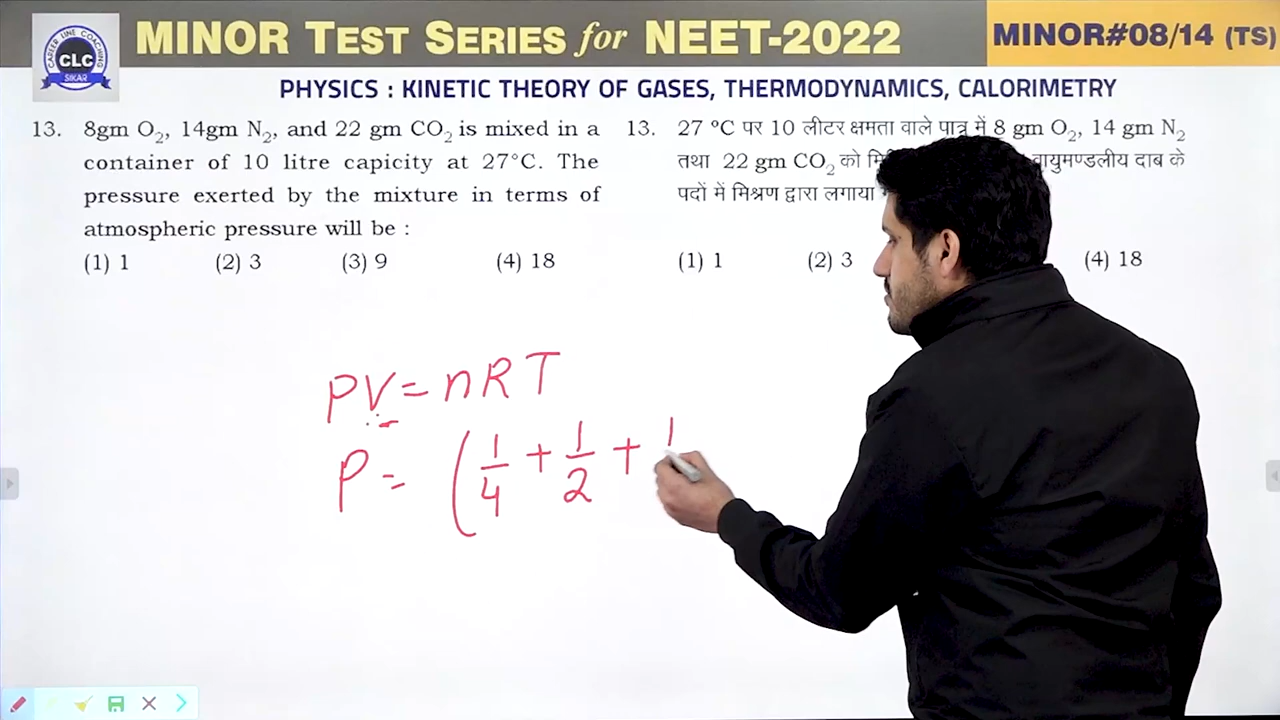 CAREER LINE COACHING
CLC
SIKAR
MINOR TEST SERIES for NEET-2022
MINOR#08/14 (TS)
PHYSICS : KINETIC THEORY OF GASES, THERMODYNAMICS, CALORIMETRY
13. 8gm O₂, 14gm N₂, and 22 gm CO₂ is mixed in a
container of 10 litre capicity at 27°C. The
pressure exerted by the mixture in terms of
atmospheric pressure will be :
(1) 1 (2) 3 (3) 9 (4) 18
13. 27 °C पर 10 लीटर क्षमता वाले पात्र में 8 gm O₂, 14 gm N₂
तथा 22 gm CO₂ को वायुमण्डलीय दाब के
पदों में मिश्रण द्वारा लगाया
(1) 1 (2) 3 (4) 18
PV = nRT
P = (1/4 + 1/2 + 1